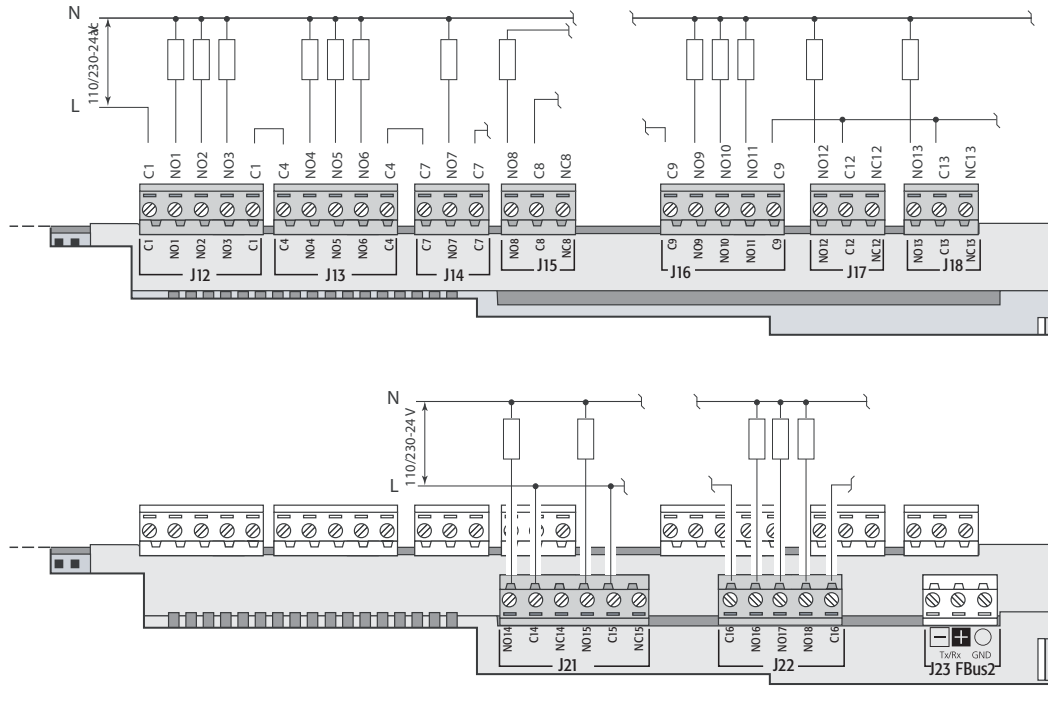 N
110/230-24Vac
L
C1 NO1 NO2 NO3 C1 C4 NO4 NO5 NO6 C4 C7 NO7 C7 NO8 C8 NC8 C9 NO9 NO10 NO11 C9 NO12 C12 NC12 NO13 C13 NC13
C1 NO1 NO2 NO3 C1 C4 NO4 NO5 NO6 C4 C7 NO7 C7 NO8 C8 NC8 C9 NO9 NO10 NO11 C9 NO12 C12 NC12 NO13 C13 NC13
J12 J13 J14 J15 J16 J17 J18
N
110/230-24 V
L
NO14 C14 NC14 NO15 C15 NC15 C16 NO16 NO17 NO18 C16
Tx/Rx GND
J21 J22 J23 FBus2